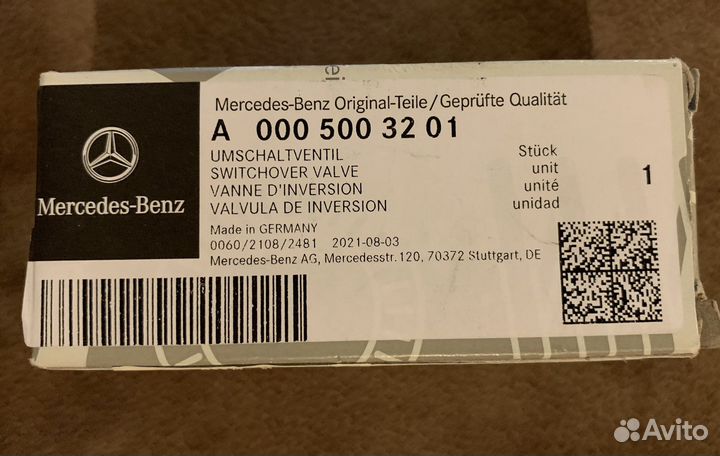 Mercedes-Benz Original-Teile/Geprüfte Qualität
A 000 500 32 01
UMSCHALTVENTIL Stück
SWITCHOVER VALVE unit
VANNE D'INVERSION unité
VALVULA DE INVERSION unidad
1
Mercedes-Benz
Made in GERMANY
0060/2108/2481 2021-08-03
Mercedes-Benz AG, Mercedesstr.120, 70372 Stuttgart, DE
Avito